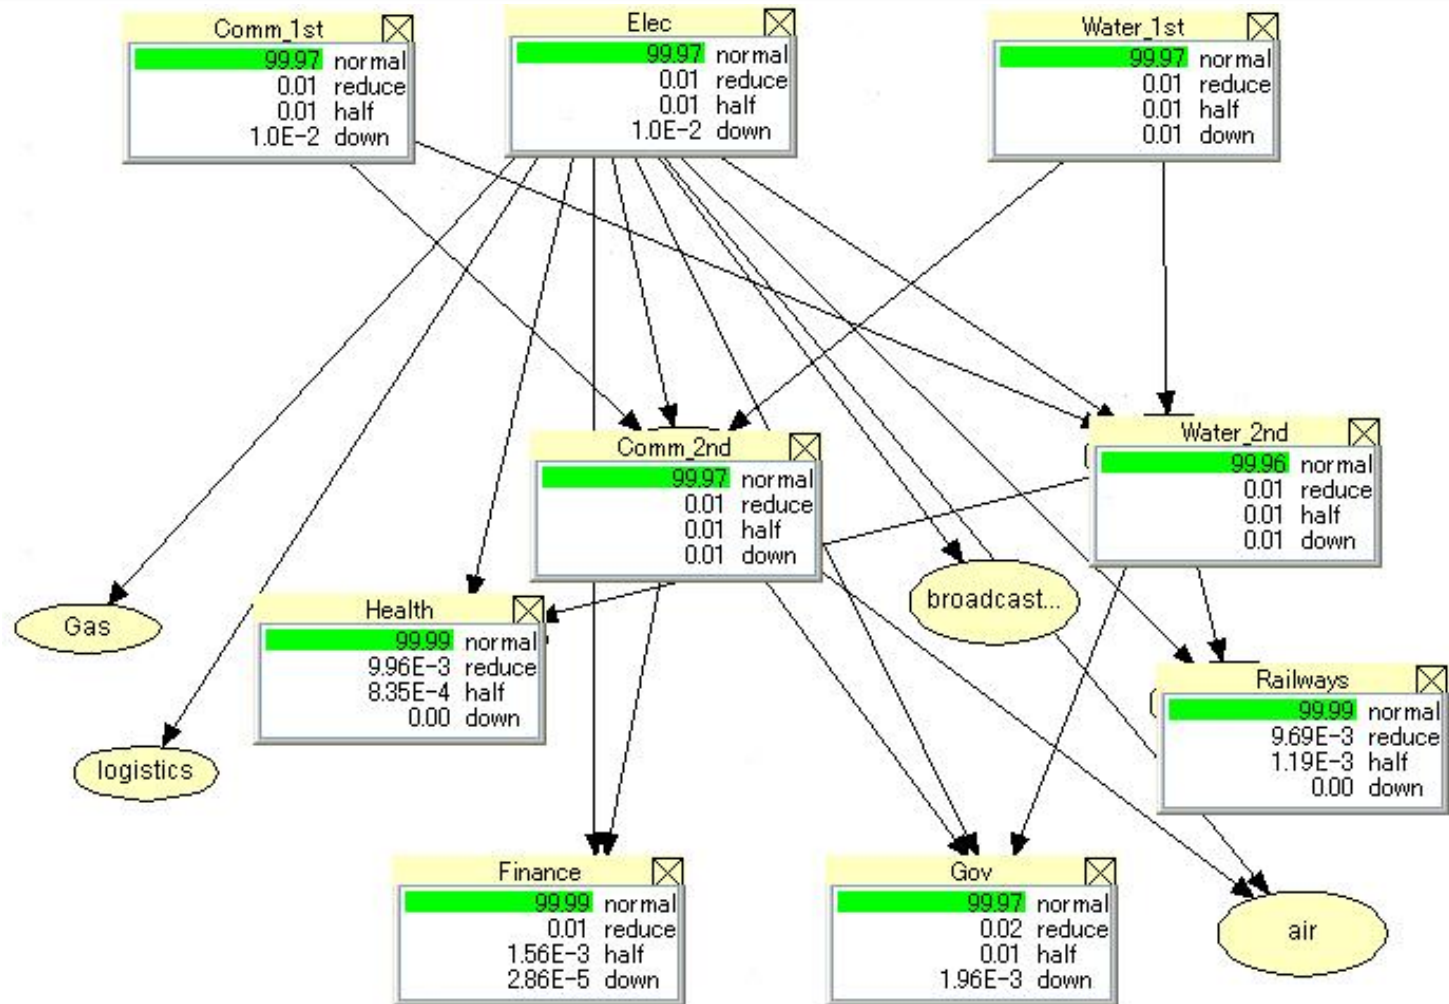 Comm_1st
99.97 normal
0.01 reduce
0.01 half
1.0E-2 down
Elec
99.97 normal
0.01 reduce
0.01 half
1.0E-2 down
Water_1st
99.97 normal
0.01 reduce
0.01 half
0.01 down
Comm_2nd
99.97 normal
0.01 reduce
0.01 half
0.01 down
Water_2nd
99.96 normal
0.01 reduce
0.01 half
0.01 down
broadcast...
Gas
Health
99.99 normal
9.96E-3 reduce
8.35E-4 half
0.00 down
Railways
99.99 normal
9.69E-3 reduce
1.19E-3 half
0.00 down
logistics
Finance
99.99 normal
0.01 reduce
1.56E-3 half
2.86E-5 down
Gov
99.97 normal
0.02 reduce
0.01 half
1.96E-3 down
air